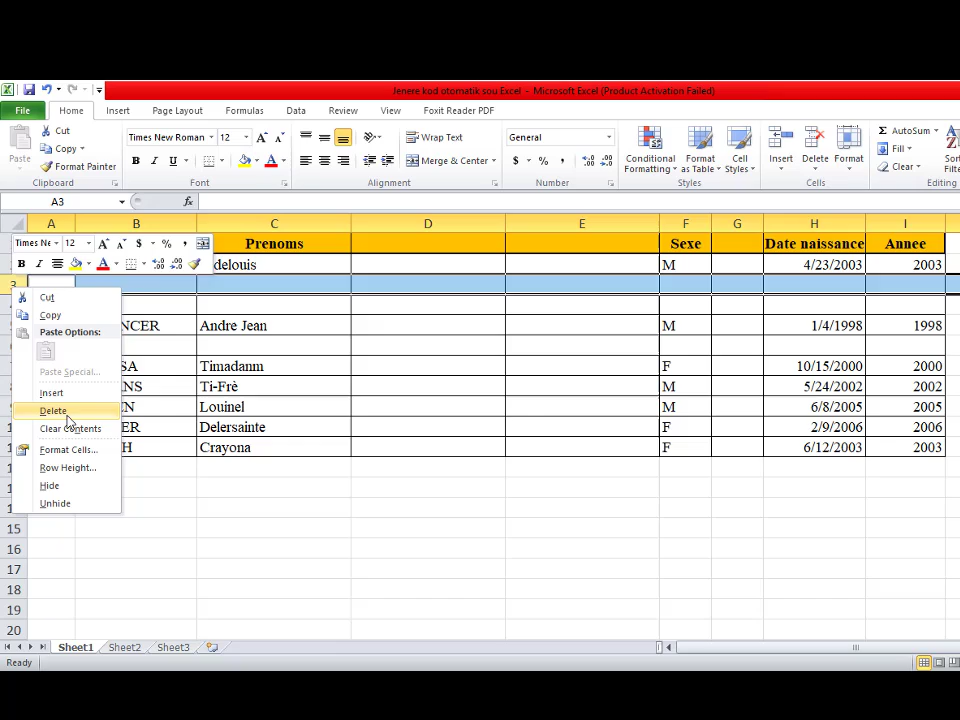 Jenere kod otomatik sou Excel - Microsoft Excel (Product Activation Failed)
File Home Insert Page Layout Formulas Data Review View Foxit Reader PDF
Paste Cut Copy Format Painter
Times New Roman 12
B I U
Wrap Text
Merge & Center
General
$ % ,
Conditional Formatting Format as Table Cell Styles
Insert Delete Format
AutoSum Fill Clear
Clipboard Font Alignment Number Styles Cells Editing
A3 fx
A B C D E F G H I
Times Ne 12 A A $ % ,
B I A
Prenoms Sexe Date naissance Annee
delouis M 4/23/2003 2003
3
NCER Andre Jean M 1/4/1998 1998
SA Timadanm F 10/15/2000 2000
NS Ti-Frè M 5/24/2002 2002
EN Louinel M 6/8/2005 2005
ER Delersainte F 2/9/2006 2006
H Crayona F 6/12/2003 2003
Cut
Copy
Paste Options:
Paste Special...
Insert
Delete
Clear Contents
Format Cells...
Row Height...
Hide
Unhide
15
16
17
18
19
20
Sheet1 Sheet2 Sheet3
Ready